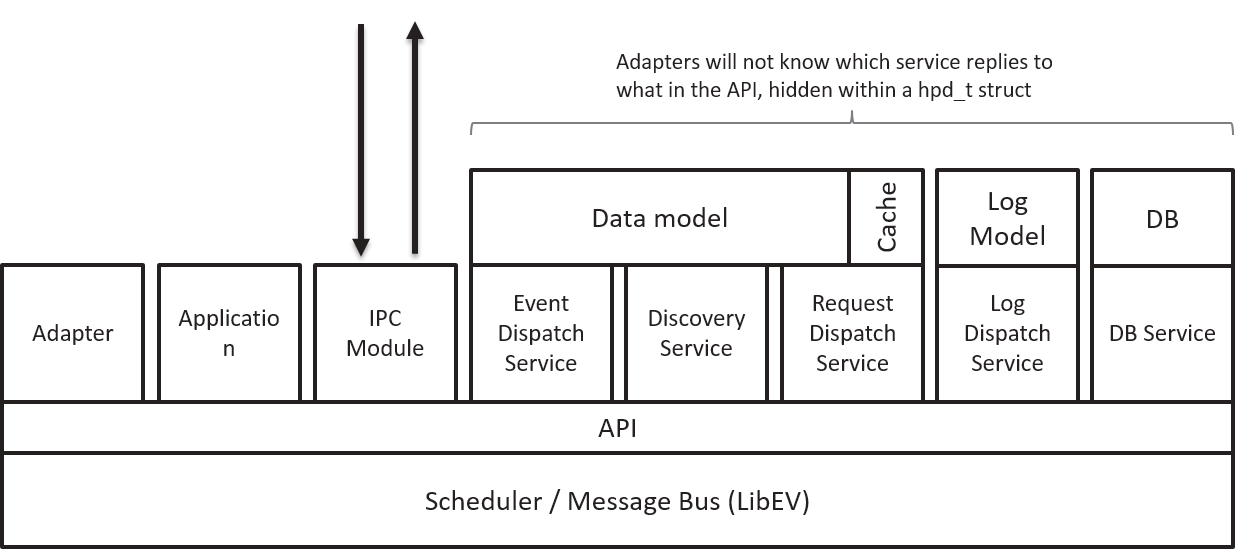 Adapters will not know which service replies to
what in the API, hidden within a hpd_t struct
Data model
Cache
Log
Model
DB
Adapter
Applicatio
n
IPC
Module
Event
Dispatch
Service
Discovery
Service
Request
Dispatch
Service
Log
Dispatch
Service
DB Service
API
Scheduler / Message Bus (LibEV)